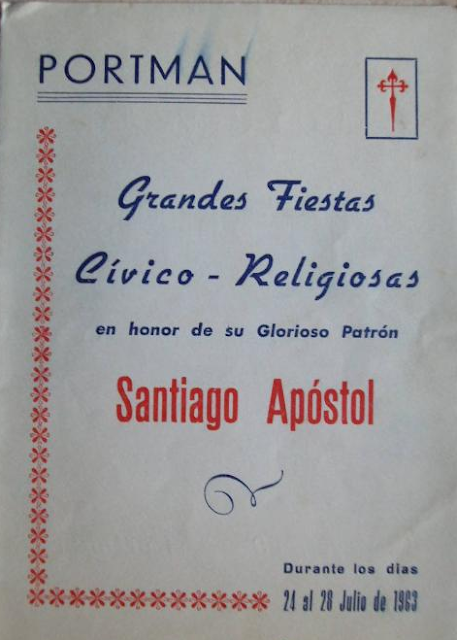 PORTMAN
Grandes Fiestas
Cívico - Religiosas
en honor de su Glorioso Patrón
Santiago Apóstol
Durante los dias
24 al 28 Julio de 1963